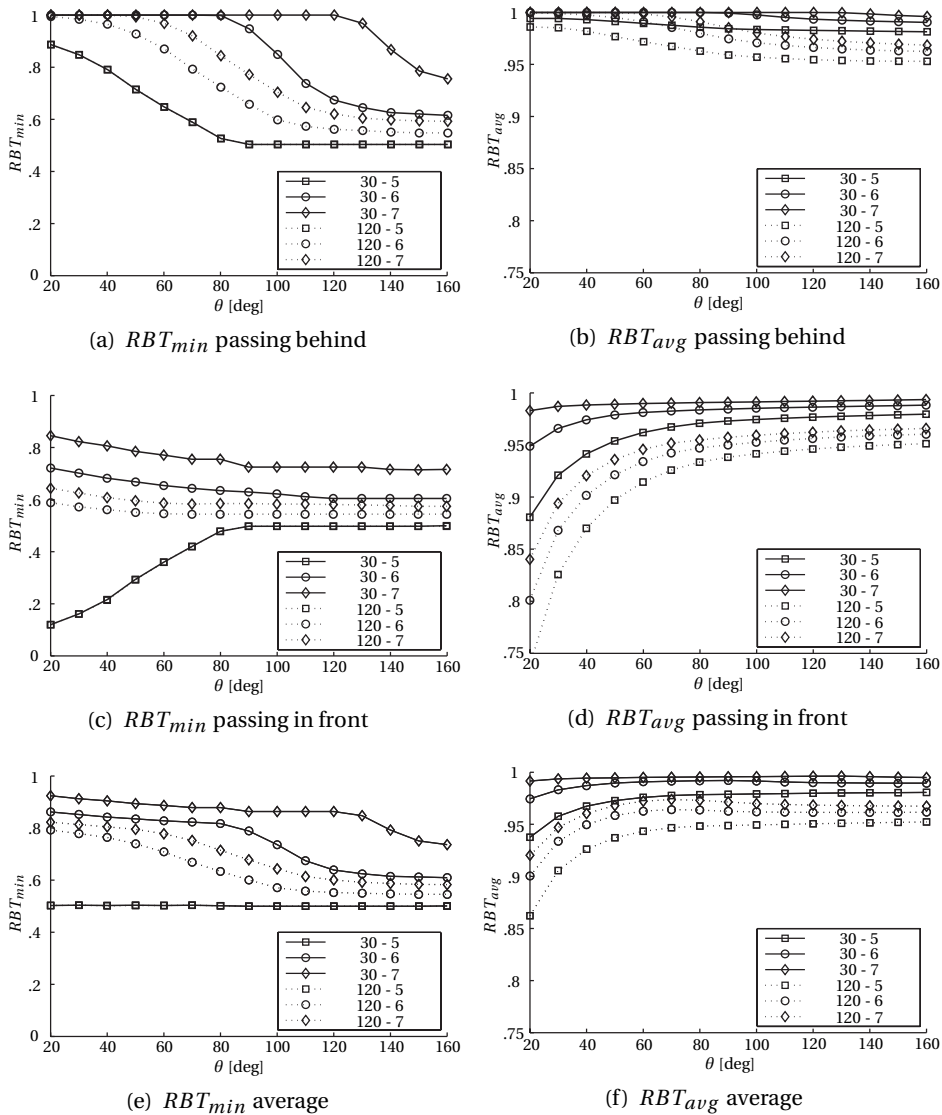 1
.8
.6
.4
.2
0
RBT_min
30 - 5
30 - 6
30 - 7
120 - 5
120 - 6
120 - 7
20 40 60 80 100 120 140 160
θ [deg]
(a) RBT_min passing behind
1
.95
.9
.85
.8
.75
RBT_avg
30 - 5
30 - 6
30 - 7
120 - 5
120 - 6
120 - 7
20 40 60 80 100 120 140 160
θ [deg]
(b) RBT_avg passing behind
1
.8
.6
.4
.2
0
RBT_min
30 - 5
30 - 6
30 - 7
120 - 5
120 - 6
120 - 7
20 40 60 80 100 120 140 160
θ [deg]
(c) RBT_min passing in front
1
.95
.9
.85
.8
.75
RBT_avg
30 - 5
30 - 6
30 - 7
120 - 5
120 - 6
120 - 7
20 40 60 80 100 120 140 160
θ [deg]
(d) RBT_avg passing in front
1
.8
.6
.4
.2
0
RBT_min
30 - 5
30 - 6
30 - 7
120 - 5
120 - 6
120 - 7
20 40 60 80 100 120 140 160
θ [deg]
(e) RBT_min average
1
.95
.9
.85
.8
.75
RBT_avg
30 - 5
30 - 6
30 - 7
120 - 5
120 - 6
120 - 7
20 40 60 80 100 120 140 160
θ [deg]
(f) RBT_avg average